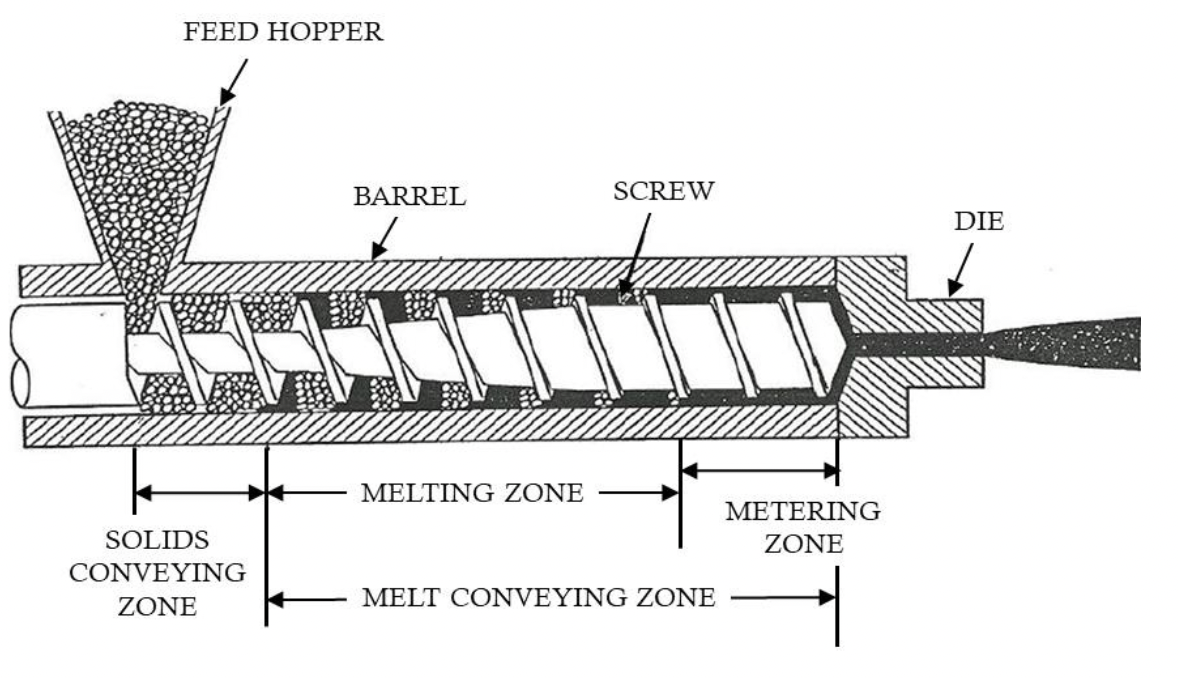 FEED HOPPER
BARREL
SCREW
DIE
MELTING ZONE
METERING
ZONE
SOLIDS
CONVEYING
ZONE
MELT CONVEYING ZONE